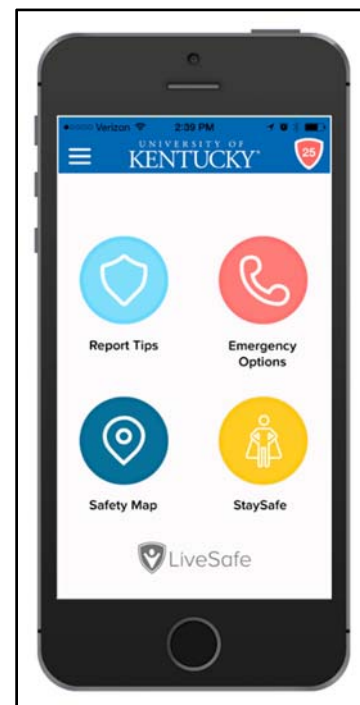 Verizon 2:39 PM
UNIVERSITY OF
KENTUCKY
25
Report Tips
Emergency
Options
Safety Map
StaySafe
LiveSafe